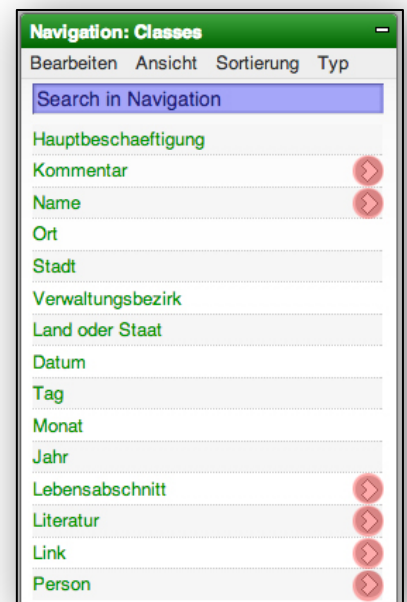 Navigation: Classes
Bearbeiten Ansicht Sortierung Typ
Search in Navigation
Hauptbeschaeftigung
Kommentar
Name
Ort
Stadt
Verwaltungsbezirk
Land oder Staat
Datum
Tag
Monat
Jahr
Lebensabschnitt
Literatur
Link
Person